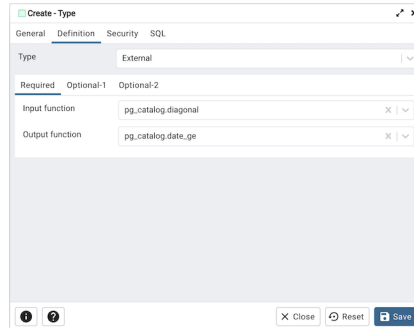 Create - Type
General Definition Security SQL
Type External
Required Optional-1 Optional-2
Input function pg_catalog.diagonal
Output function pg_catalog.date_ge
Close Reset Save